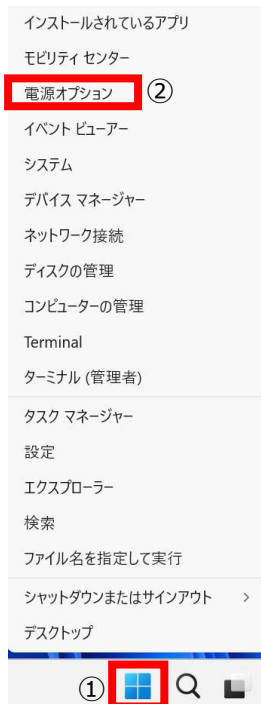 インストールされているアプリ
モビリティ センター
電源オプション ②
イベント ビューアー
システム
デバイス マネージャー
ネットワーク接続
ディスクの管理
コンピューターの管理
Terminal
ターミナル (管理者)
タスク マネージャー
設定
エクスプローラー
検索
ファイル名を指定して実行
シャットダウンまたはサインアウト >
デスクトップ
①